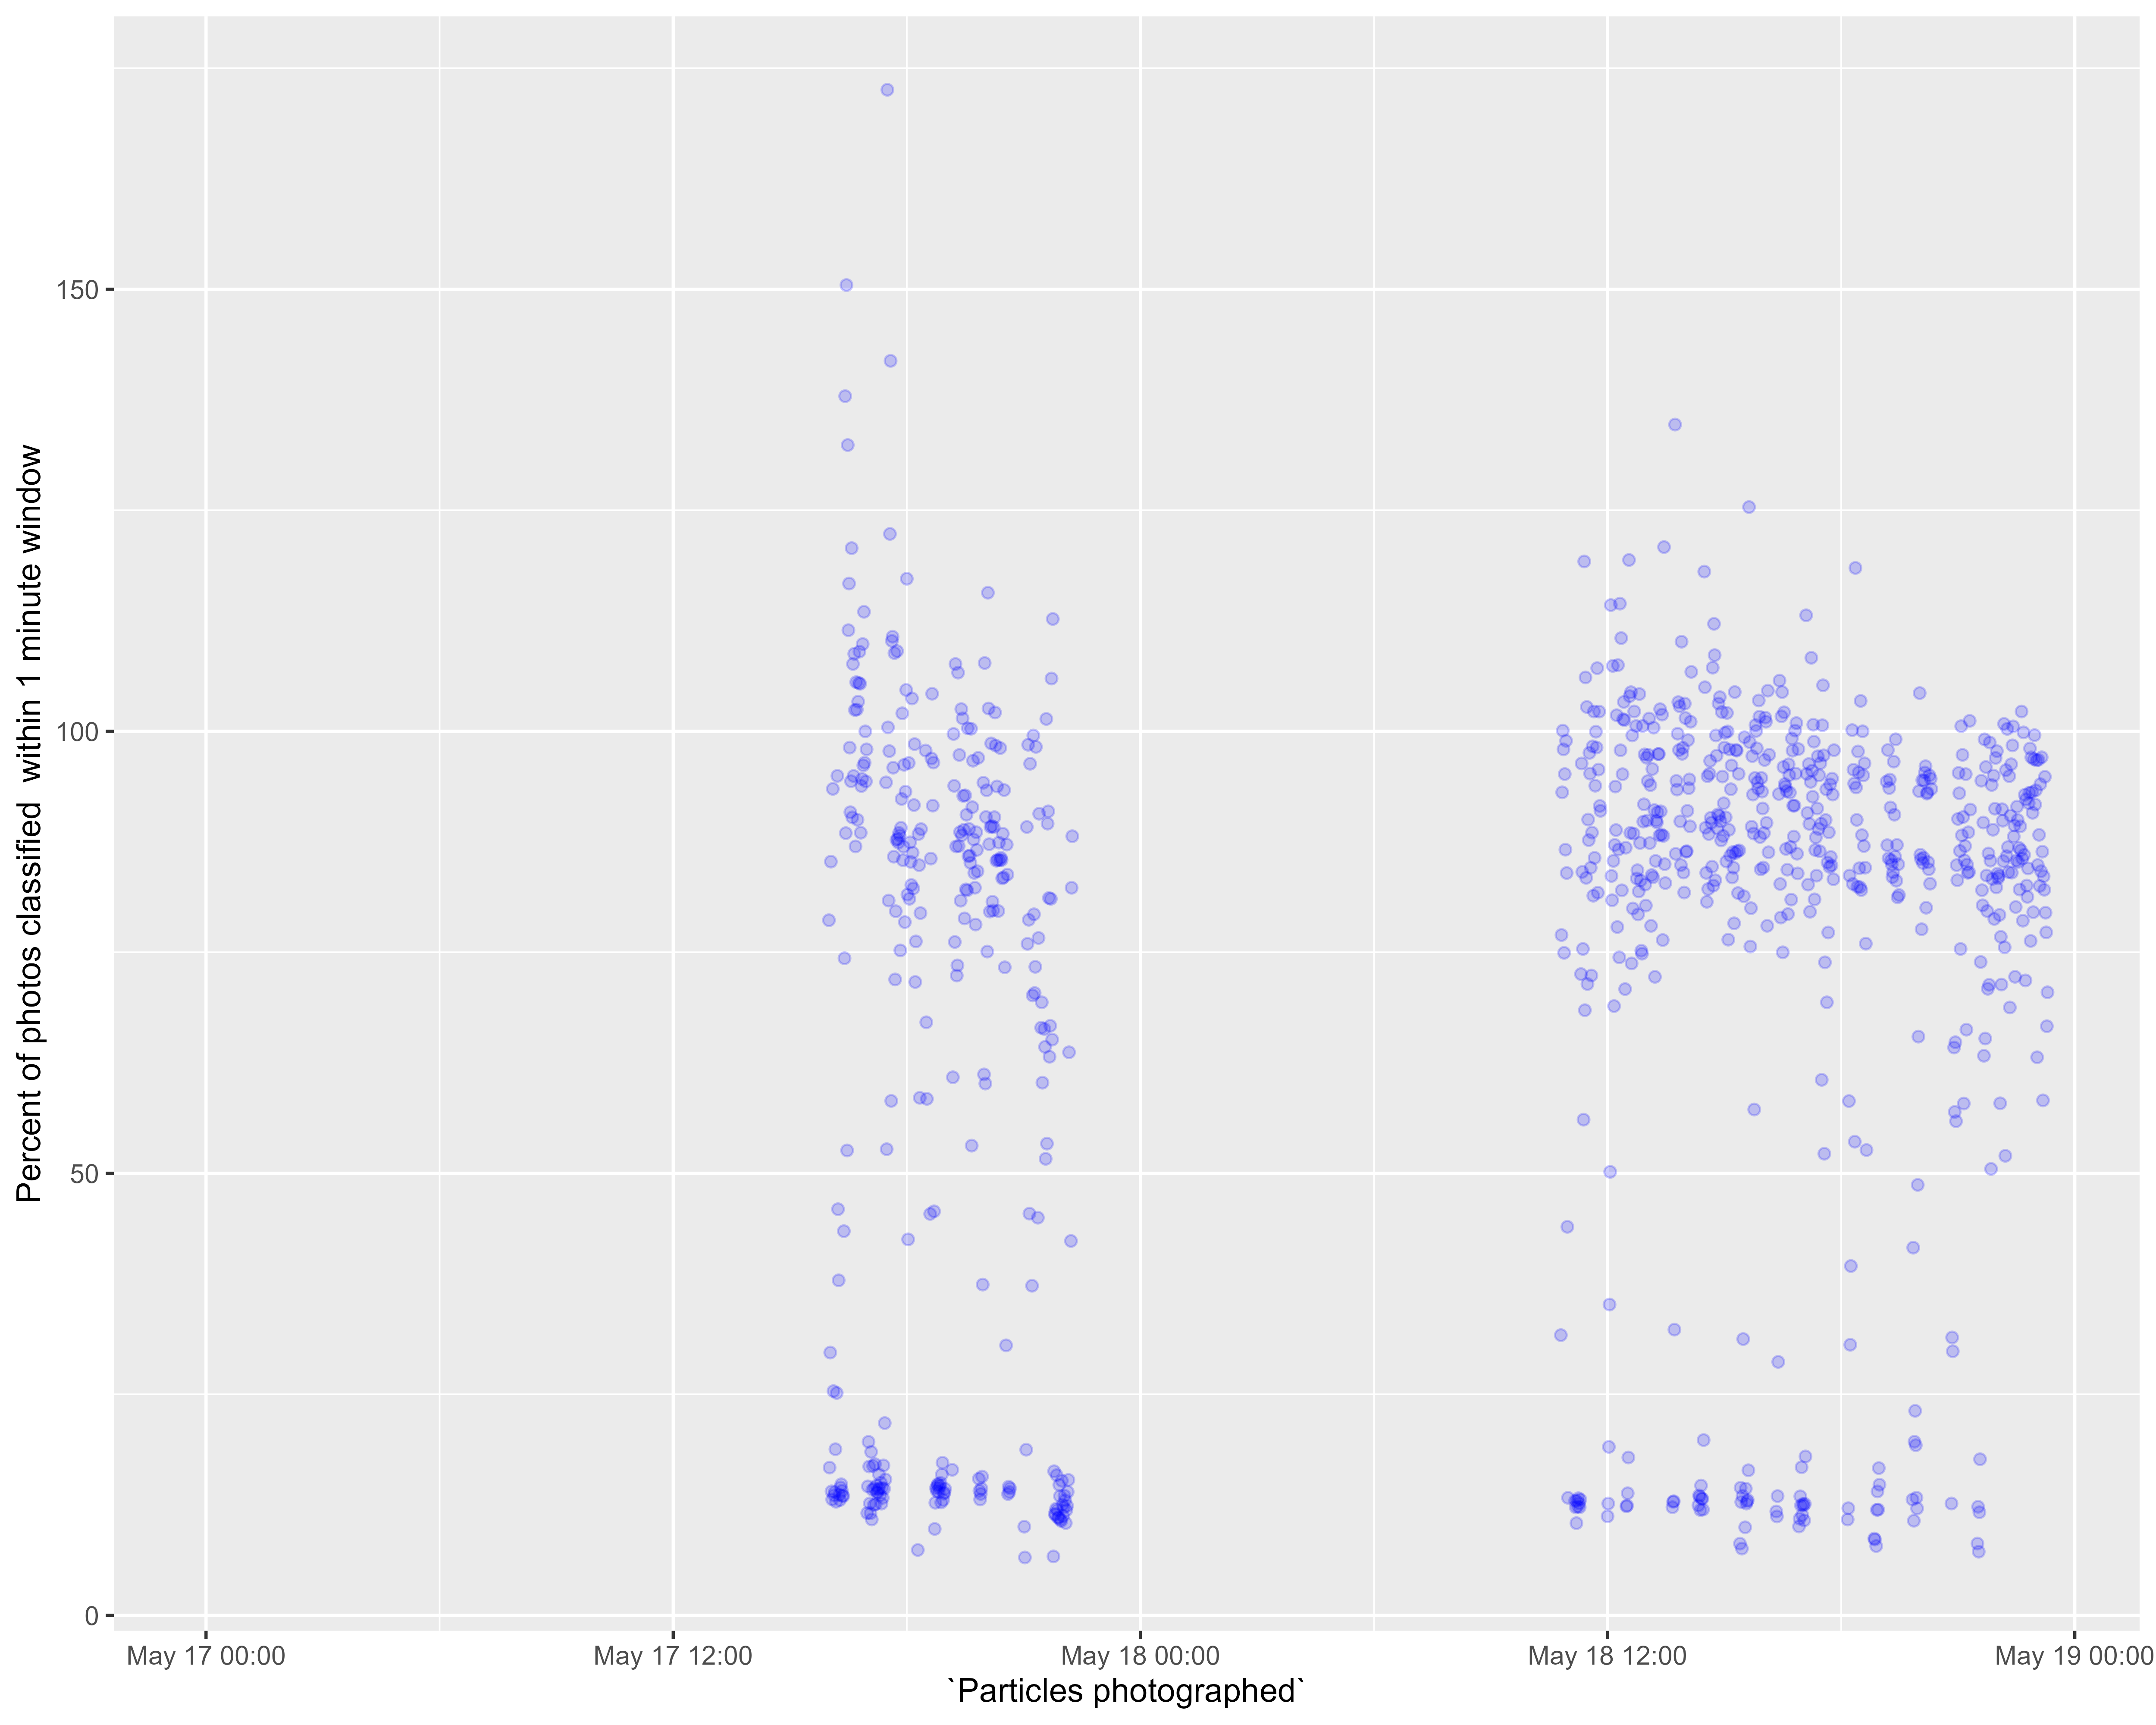 Percent of photos classified  within 1 minute window
150
100
50
0
May 17 00:00
May 17 12:00
May 18 00:00
May 18 12:00
May 19 00:00
`Particles photographed`